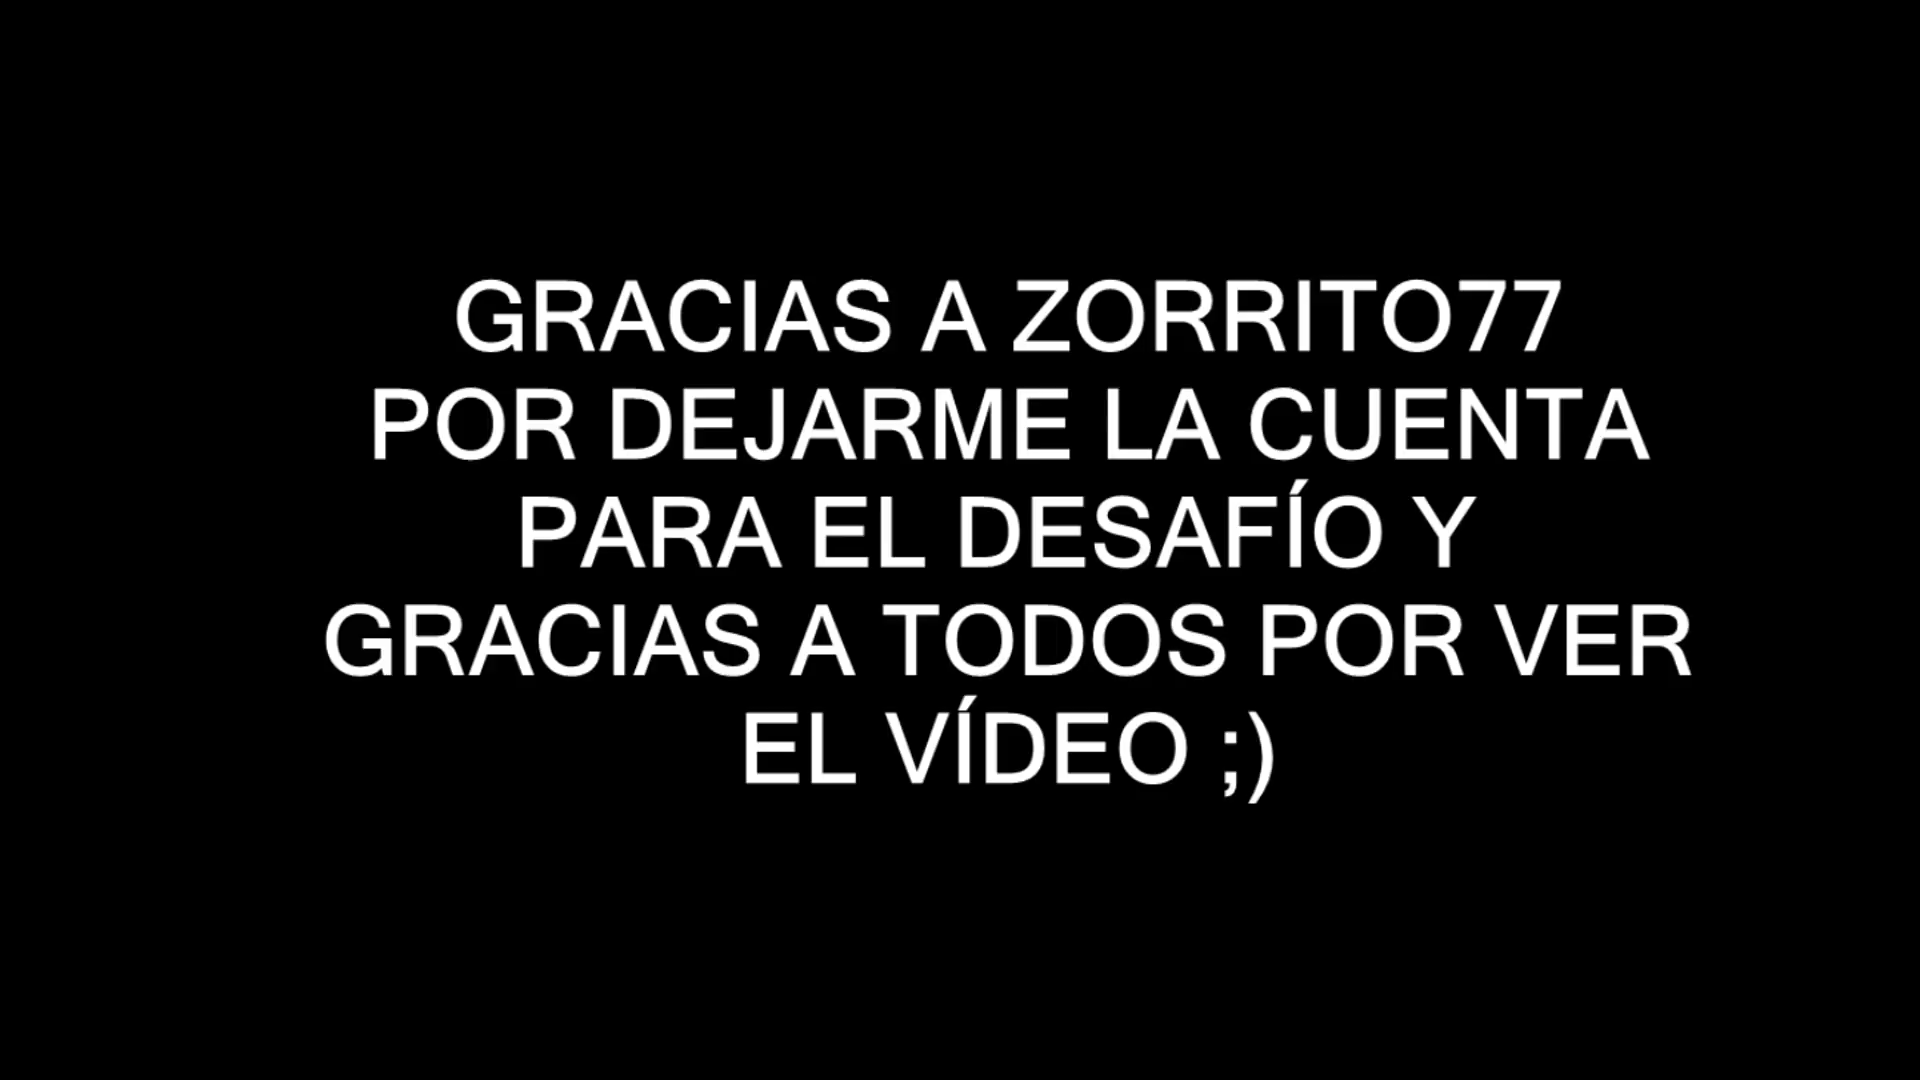 GRACIAS A ZORRITO77
POR DEJARME LA CUENTA
PARA EL DESAFÍO Y
GRACIAS A TODOS POR VER
EL VÍDEO ;)